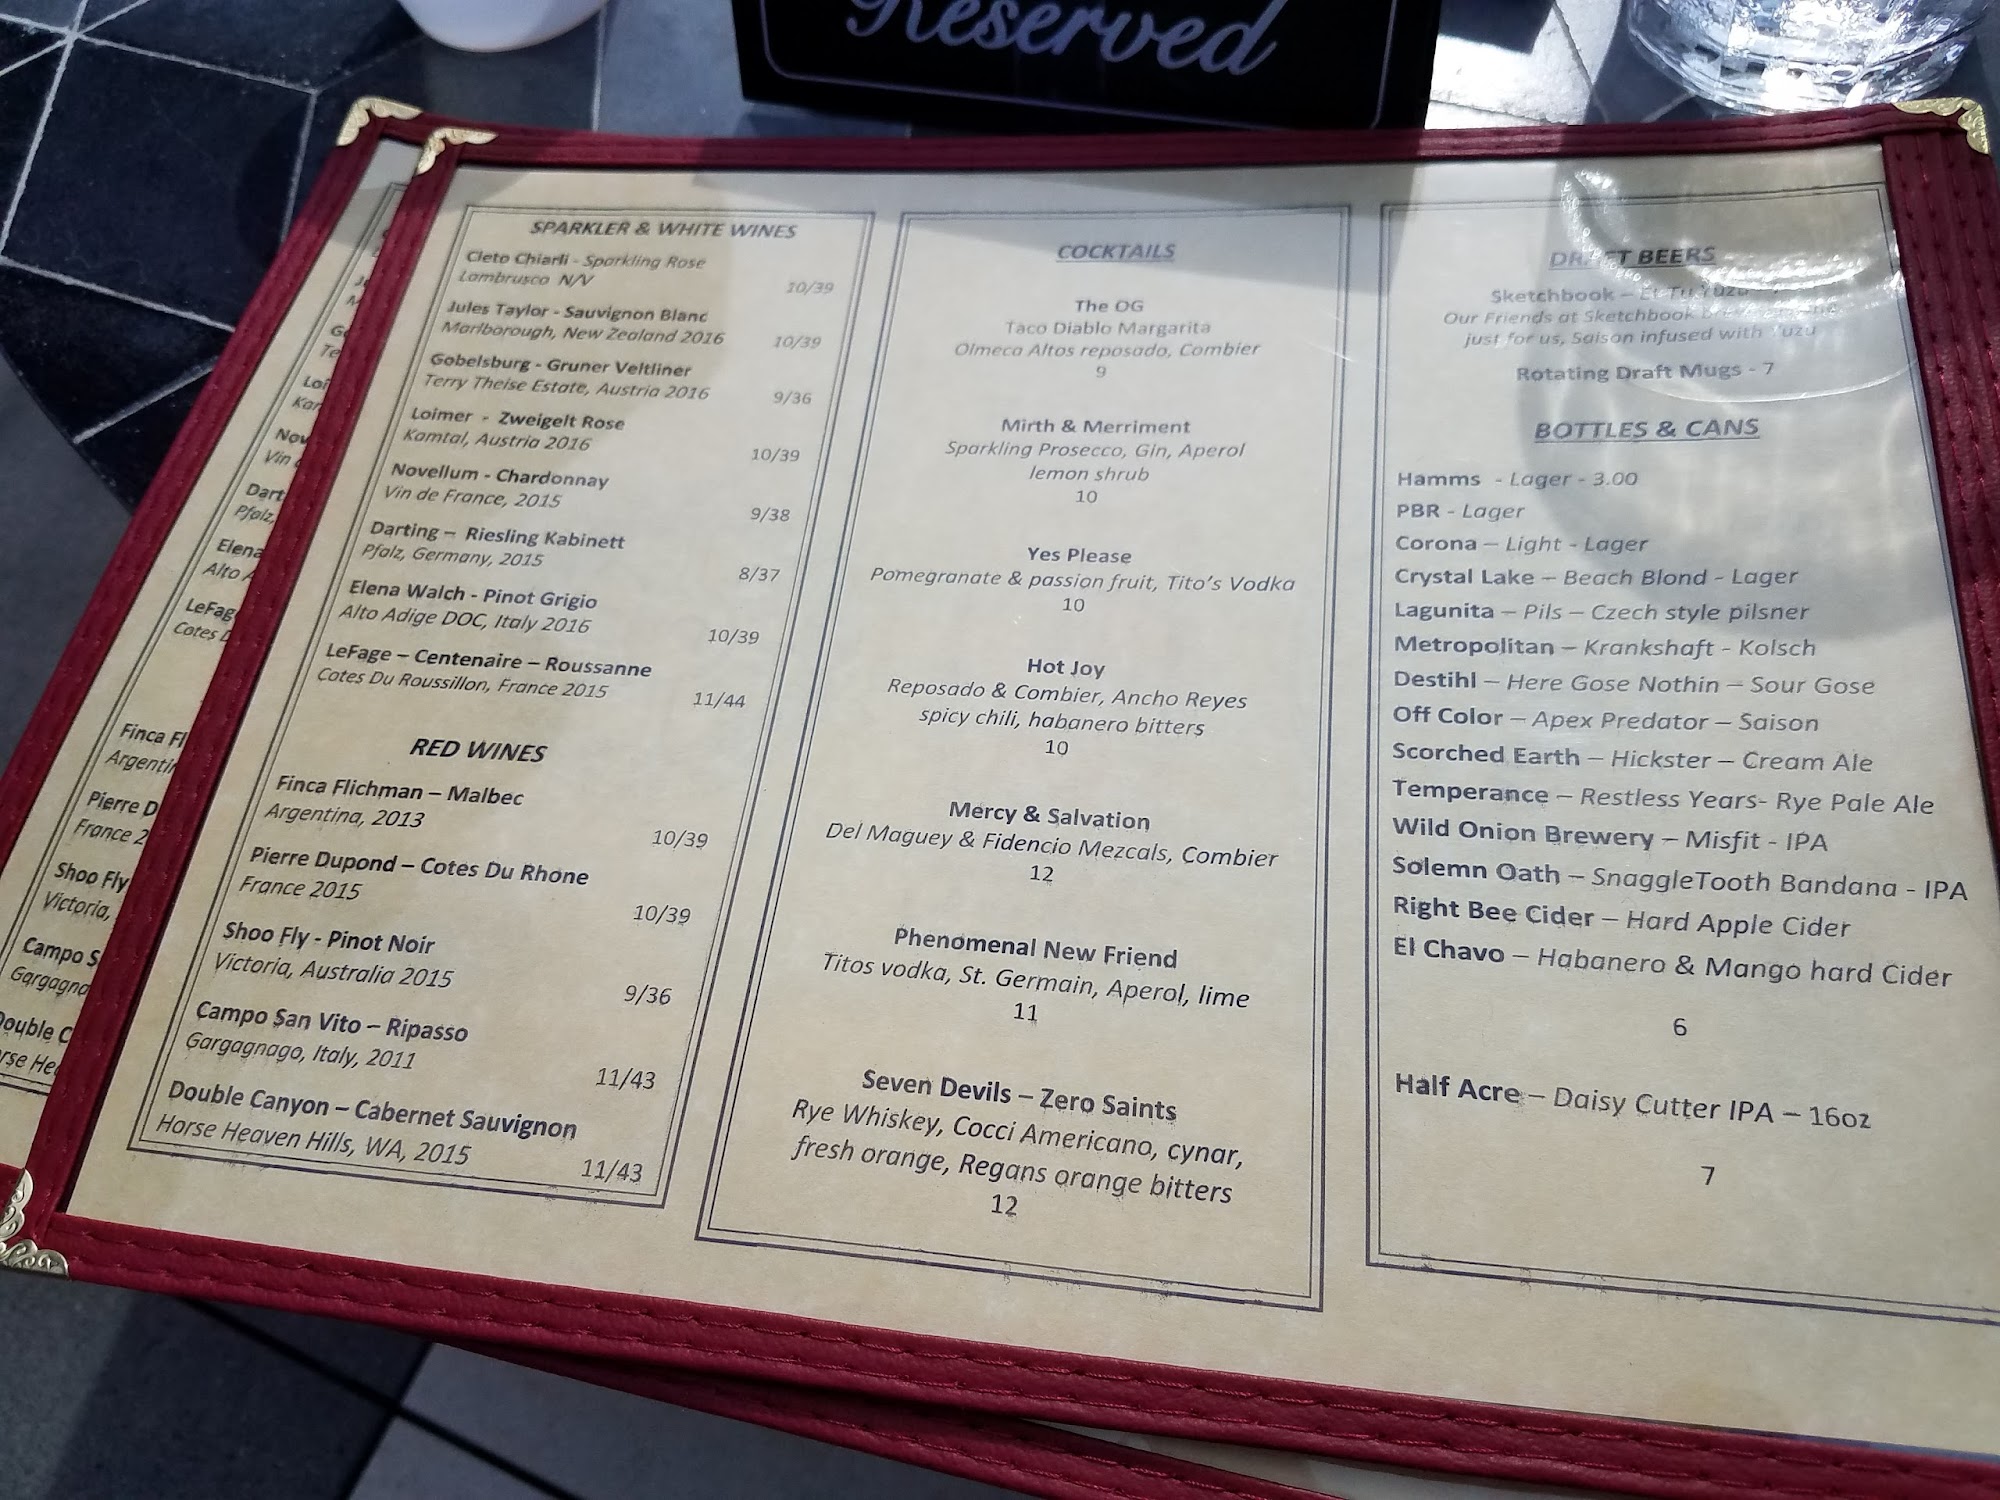 Reserved
SPARKLER & WHITE WINES
Cleto Chiarli - Sparkling Rose
Lambrusco N/V
10/39
Jules Taylor - Sauvignon Blanc
Marlborough, New Zealand 2016
10/39
Gobelsburg - Gruner Veltliner
Terry Theise Estate, Austria 2016
9/36
Loimer - Zweigelt Rose
Kamtal, Austria 2016
10/39
Novellum - Chardonnay
Vin de France, 2015
9/38
Darting – Riesling Kabinett
Pfalz, Germany, 2015
8/37
Elena Walch - Pinot Grigio
Alto Adige DOC, Italy 2016
10/39
LeFage – Centenaire – Roussanne
Cotes Du Roussillon, France 2015
11/44
RED WINES
Finca Flichman – Malbec
Argentina, 2013
10/39
Pierre Dupond – Cotes Du Rhone
France 2015
10/39
Shoo Fly - Pinot Noir
Victoria, Australia 2015
9/36
Campo San Vito – Ripasso
Gargagnago, Italy, 2011
11/43
Double Canyon – Cabernet Sauvignon
Horse Heaven Hills, WA, 2015
11/43
COCKTAILS
The OG
Taco Diablo Margarita
Olmeca Altos reposado, Combier
9
Mirth & Merriment
Sparkling Prosecco, Gin, Aperol
lemon shrub
10
Yes Please
Pomegranate & passion fruit, Tito's Vodka
10
Hot Joy
Reposado & Combier, Ancho Reyes
spicy chili, habanero bitters
10
Mercy & Salvation
Del Maguey & Fidencio Mezcals, Combier
12
Phenomenal New Friend
Titos vodka, St. Germain, Aperol, lime
11
Seven Devils – Zero Saints
Rye Whiskey, Cocci Americano, cynar,
fresh orange, Regans orange bitters
12
DRAFT BEERS
Sketchbook – Et Tu Yuzu
Our Friends at Sketchbook
just for us, Saison infused with Yuzu
Rotating Draft Mugs - 7
BOTTLES & CANS
Hamms - Lager - 3.00
PBR - Lager
Corona – Light - Lager
Crystal Lake – Beach Blond - Lager
Lagunita – Pils – Czech style pilsner
Metropolitan – Krankshaft - Kolsch
Destihl – Here Gose Nothin – Sour Gose
Off Color – Apex Predator – Saison
Scorched Earth – Hickster – Cream Ale
Temperance – Restless Years- Rye Pale Ale
Wild Onion Brewery – Misfit - IPA
Solemn Oath – SnaggleTooth Bandana - IPA
Right Bee Cider – Hard Apple Cider
El Chavo – Habanero & Mango hard Cider
6
Half Acre – Daisy Cutter IPA – 16oz
7